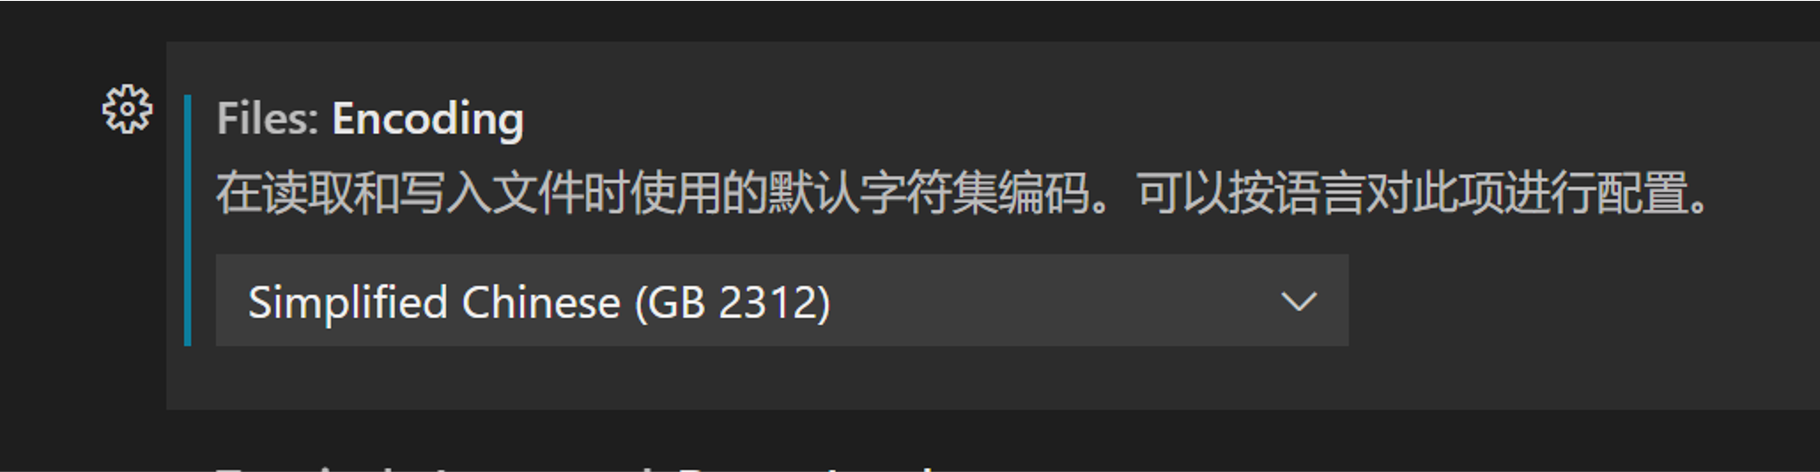 Files: Encoding
在读取和写入文件时使用的默认字符集编码。可以按语言对此项进行配置。
Simplified Chinese (GB 2312)